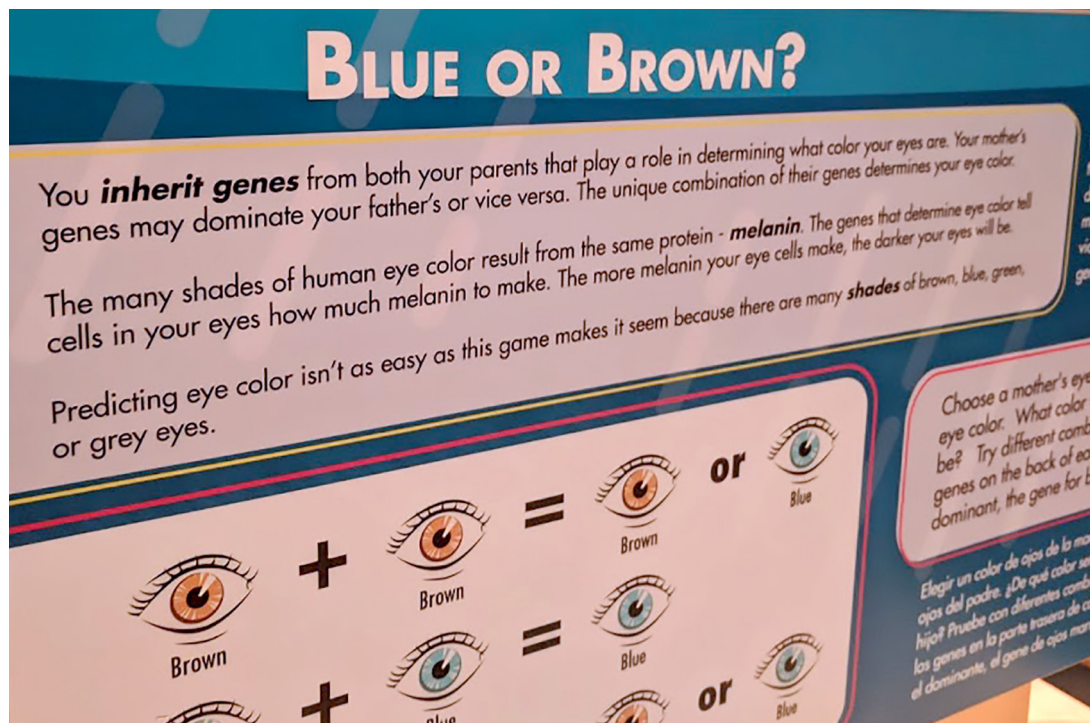 BLUE OR BROWN?
You inherit genes from both your parents that play a role in determining what color your eyes are. Your mother's
genes may dominate your father's or vice versa. The unique combination of their genes determines your eye color.
The many shades of human eye color result from the same protein - melanin. The genes that determine eye color tell
cells in your eyes how much melanin to make. The more melanin your eye cells make, the darker your eyes will be.
Predicting eye color isn't as easy as this game makes it seem because there are many shades of brown, blue, green,
or grey eyes.
Brown + Brown = Brown or Blue
+ Blue = Blue
or Blue
Choose a mother's eye
eye color. What color
be? Try different
genes on the back of
dominant, the gene for
Elegir un color de ojos de la
ojos del padre. ¿De qué color
hijo? Pruebe con diferentes
los genes en la parte trasera de
el dominante, el gene de ojos